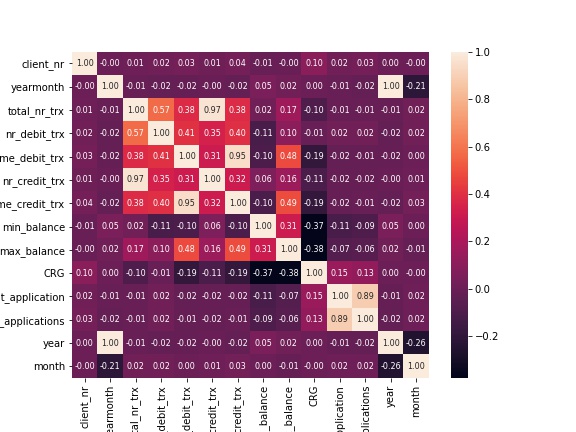 client_nr 1.00 -0.00 0.01 0.02 0.03 0.01 0.04 -0.01 -0.00 0.10 0.02 0.03 0.00 -0.00
yearmonth -0.00 1.00 -0.01 -0.02 -0.02 -0.00 -0.02 0.05 0.02 0.00 -0.01 -0.02 1.00 -0.21
total_nr_trx 0.01 -0.01 1.00 0.57 0.38 0.97 0.38 0.02 0.17 -0.10 -0.01 -0.01 -0.01 0.02
nr_debit_trx 0.02 -0.02 0.57 1.00 0.41 0.35 0.40 -0.11 0.10 -0.01 0.02 0.02 -0.02 0.02
me_debit_trx 0.03 -0.02 0.38 0.41 1.00 0.31 0.95 -0.10 0.48 -0.19 -0.02 -0.01 -0.02 0.00
nr_credit_trx 0.01 -0.00 0.97 0.35 0.31 1.00 0.32 0.06 0.16 -0.11 -0.02 -0.02 -0.00 0.01
me_credit_trx 0.04 -0.02 0.38 0.40 0.95 0.32 1.00 -0.10 0.49 -0.19 -0.02 -0.01 -0.02 0.03
min_balance -0.01 0.05 0.02 -0.11 -0.10 0.06 -0.10 1.00 0.31 -0.37 -0.11 -0.09 0.05 0.00
max_balance -0.00 0.02 0.17 0.10 0.48 0.16 0.49 0.31 1.00 -0.38 -0.07 -0.06 0.02 -0.01
CRG 0.10 0.00 -0.10 -0.01 -0.19 -0.11 -0.19 -0.37 -0.38 1.00 0.15 0.13 0.00 -0.00
t_application 0.02 -0.01 -0.01 0.02 -0.02 -0.02 -0.02 -0.11 -0.07 0.15 1.00 0.89 -0.01 0.02
_applications 0.03 -0.02 -0.01 0.02 -0.01 -0.02 -0.01 -0.09 -0.06 0.13 0.89 1.00 -0.02 0.02
year 0.00 1.00 -0.01 -0.02 -0.02 -0.00 -0.02 0.05 0.02 0.00 -0.01 -0.02 1.00 -0.26
month -0.00 -0.21 0.02 0.02 0.00 0.01 0.03 0.00 -0.01 -0.00 0.02 0.02 -0.26 1.00
client_nr earmonth tal_nr_trx debit_trx debit_trx credit_trx credit_trx _balance _balance CRG pplication plications year month
1.0
0.8
0.6
0.4
0.2
0.0
−0.2